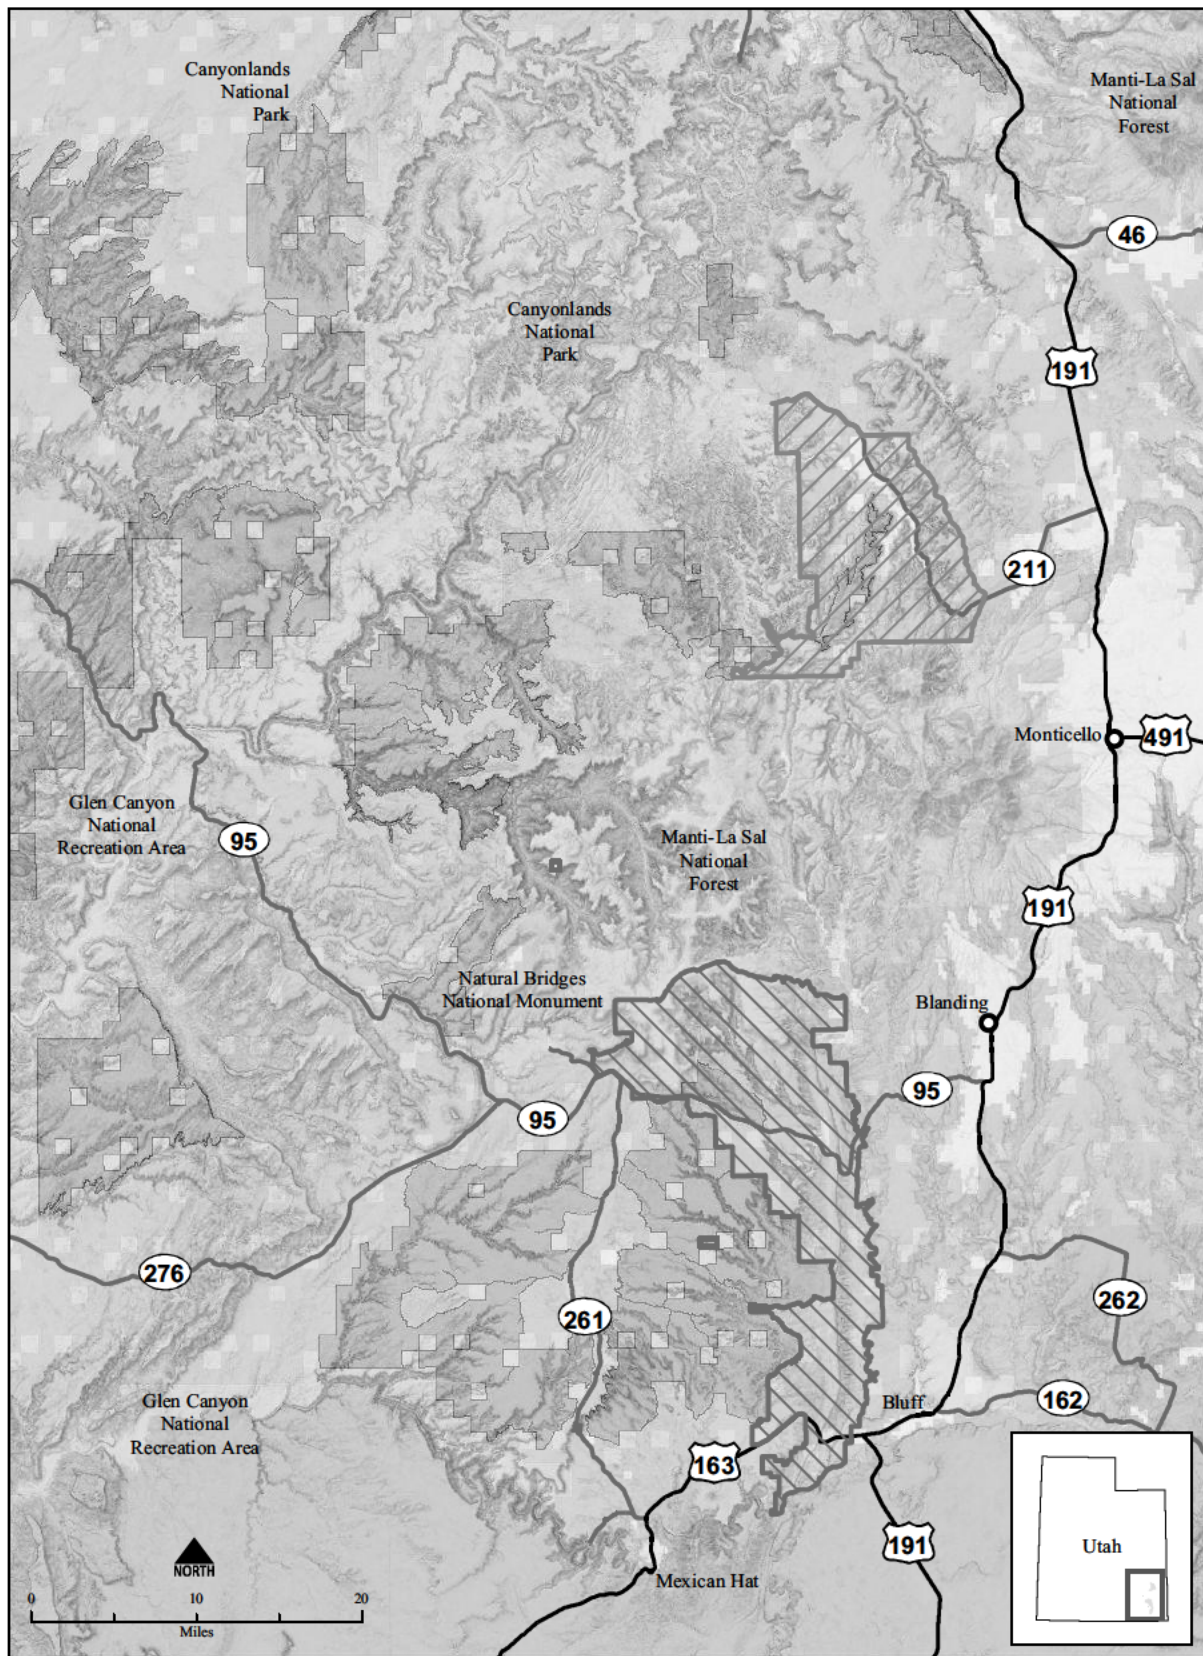 Canyonlands
National
Park
Manti-La Sal
National
Forest
46
Canyonlands
National
Park
191
211
Monticello
491
Glen Canyon
National
Recreation Area
95
Manti-La Sal
National
Forest
191
Natural Bridges
National Monument
Blanding
95
95
276
261
262
Glen Canyon
National
Recreation Area
Bluff
162
163
191
Utah
NORTH
Mexican Hat
0
10
20
Miles